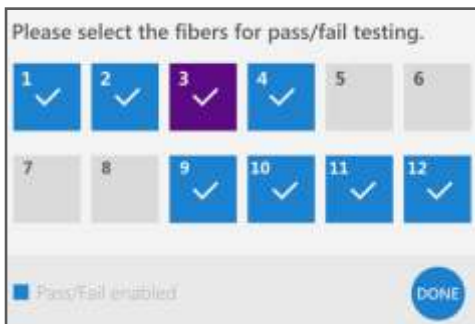 Please select the fibers for pass/fail testing.
1 2 3 4 5 6
7 8 9 10 11 12
Pass/Fail enabled DONE